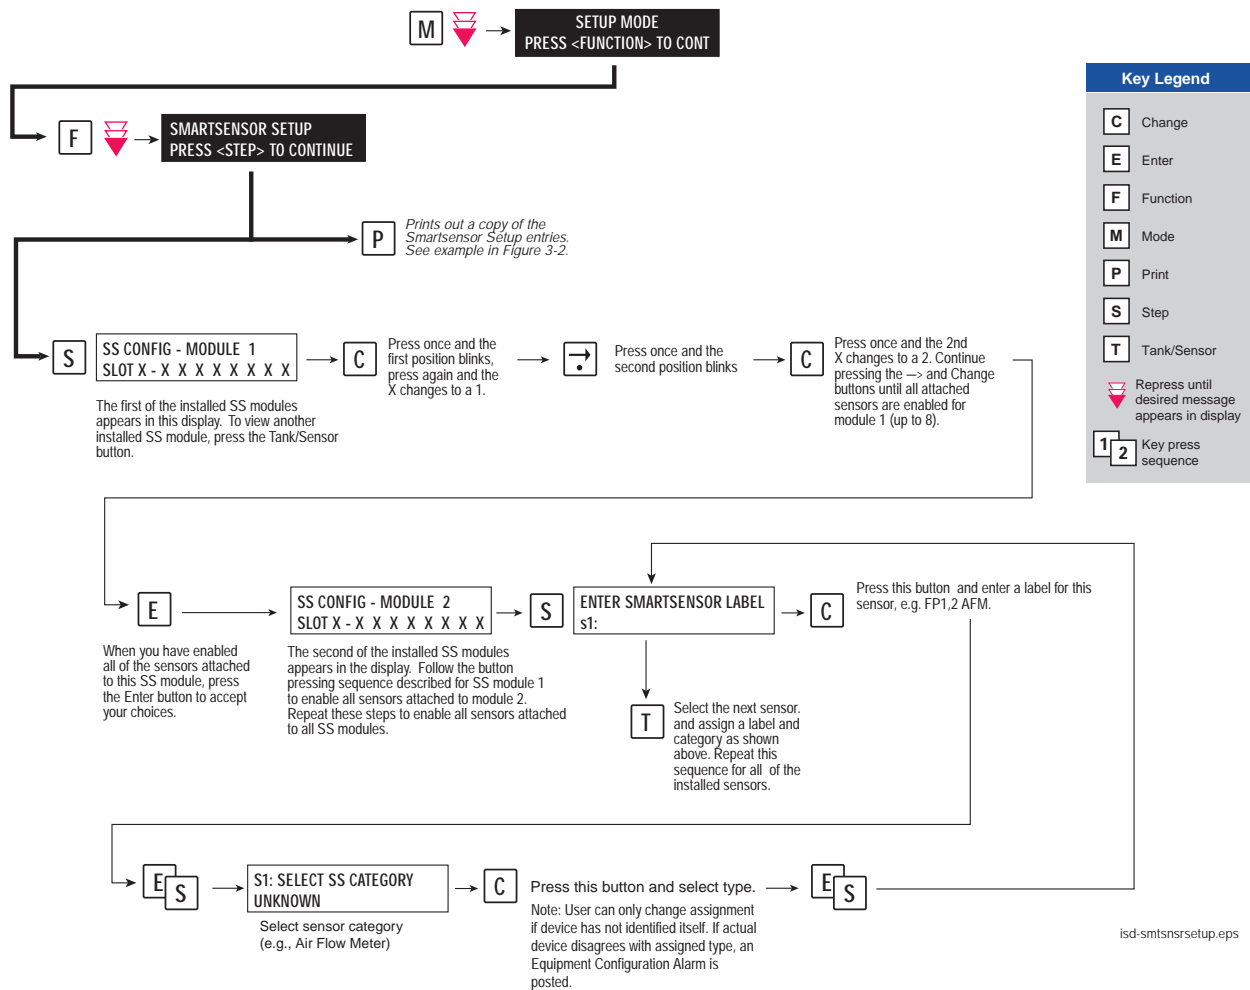 M
SETUP MODE
PRESS <FUNCTION> TO CONT
F
SMARTSENSOR SETUP
PRESS <STEP> TO CONTINUE
P
Prints out a copy of the
Smartsensor Setup entries.
See example in Figure 3-2.
S
SS CONFIG - MODULE 1
SLOT X - X X X X X X X X
The first of the installed SS modules
appears in this display. To view another
installed SS module, press the Tank/Sensor
button.
C
Press once and the
first position blinks,
press again and the
X changes to a 1.
Press once and the
second position blinks
C
Press once and the 2nd
X changes to a 2. Continue
pressing the —> and Change
buttons until all attached
sensors are enabled for
module 1 (up to 8).
Key Legend
C Change
E Enter
F Function
M Mode
P Print
S Step
T Tank/Sensor
Repress until
desired message
appears in display
1 2 Key press
sequence
E
When you have enabled
all of the sensors attached
to this SS module, press
the Enter button to accept
your choices.
SS CONFIG - MODULE 2
SLOT X - X X X X X X X X
The second of the installed SS modules
appears in the display. Follow the button
pressing sequence described for SS module 1
to enable all sensors attached to module 2.
Repeat these steps to enable all sensors attached
to all SS modules.
S
ENTER SMARTSENSOR LABEL
s1:
C
Press this button and enter a label for this
sensor, e.g. FP1,2 AFM.
T
Select the next sensor.
and assign a label and
category as shown
above. Repeat this
sequence for all of the
installed sensors.
E S
S1: SELECT SS CATEGORY
UNKNOWN
Select sensor category
(e.g., Air Flow Meter)
C
Press this button and select type.
Note: User can only change assignment
if device has not identified itself. If actual
device disagrees with assigned type, an
Equipment Configuration Alarm is
posted.
E S
isd-smtsnsrsetup.eps